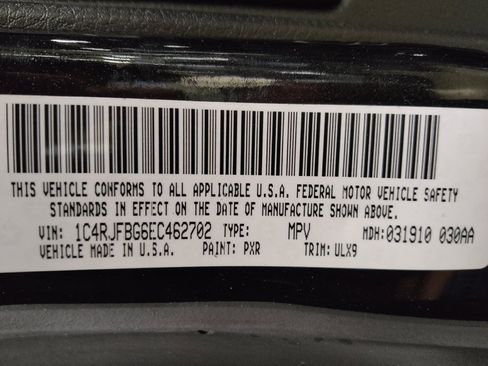 THIS VEHICLE CONFORMS TO ALL APPLICABLE U.S.A. FEDERAL MOTOR VEHICLE SAFETY
STANDARDS IN EFFECT ON THE DATE OF MANUFACTURE SHOWN ABOVE.
VIN: 1C4RJFBG6EC462702 TYPE: MPV MDH: 031910 030AA
VEHICLE MADE IN U.S.A. PAINT: PXR TRIM: ULX9